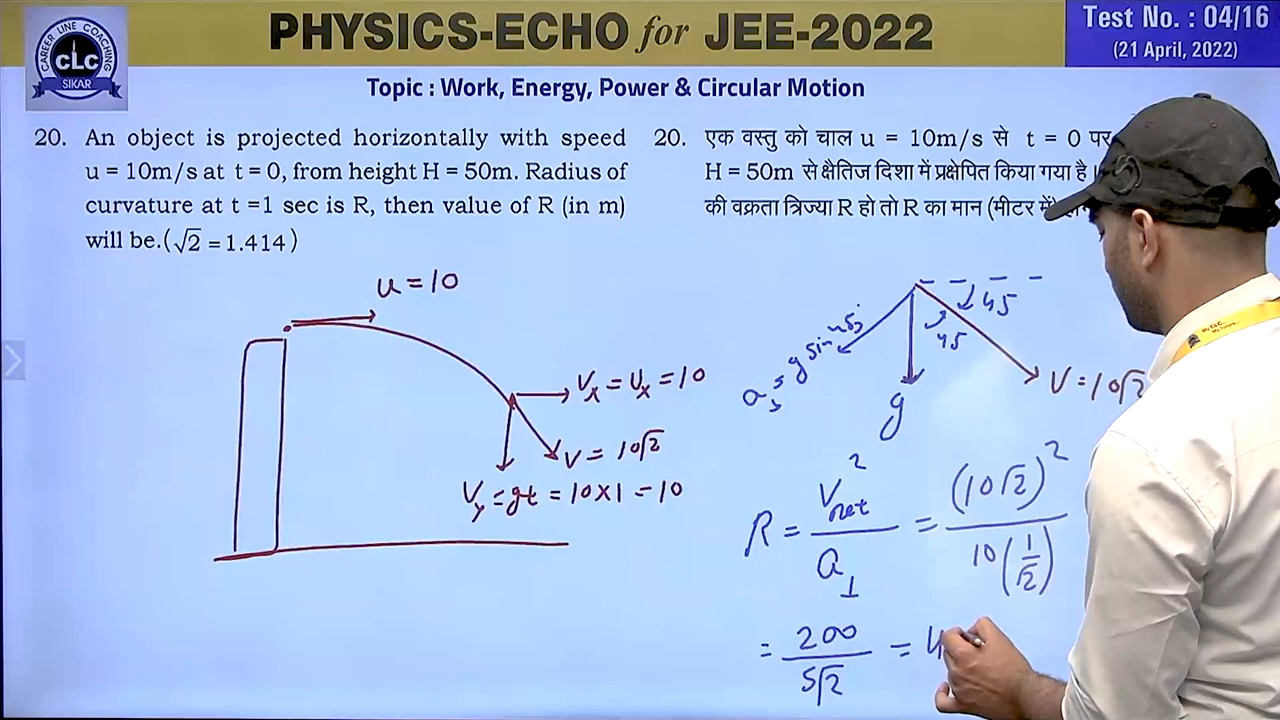 PHYSICS-ECHO for JEE-2022
Test No. : 04/16
(21 April, 2022)
CAREER LINE COACHING
CLC
SIKAR
Topic : Work, Energy, Power & Circular Motion
20. An object is projected horizontally with speed
u = 10m/s at t = 0, from height H = 50m. Radius of
curvature at t =1 sec is R, then value of R (in m)
will be.(√2 = 1.414)
20. एक वस्तु को चाल u = 10m/s से t = 0 पर
H = 50m से क्षैतिज दिशा में प्रक्षेपित किया गया है।
की वक्रता त्रिज्या R हो तो R का मान (मीटर में)
u = 10
Vx = Ux = 10
V = 10√2
Vy = gt = 10×1 = 10
45
45
g sin 45
g
V = 10√2
R = V²net / a⊥ = (10√2)² / 10(1/√2)
= 200 / 5√2 = 4